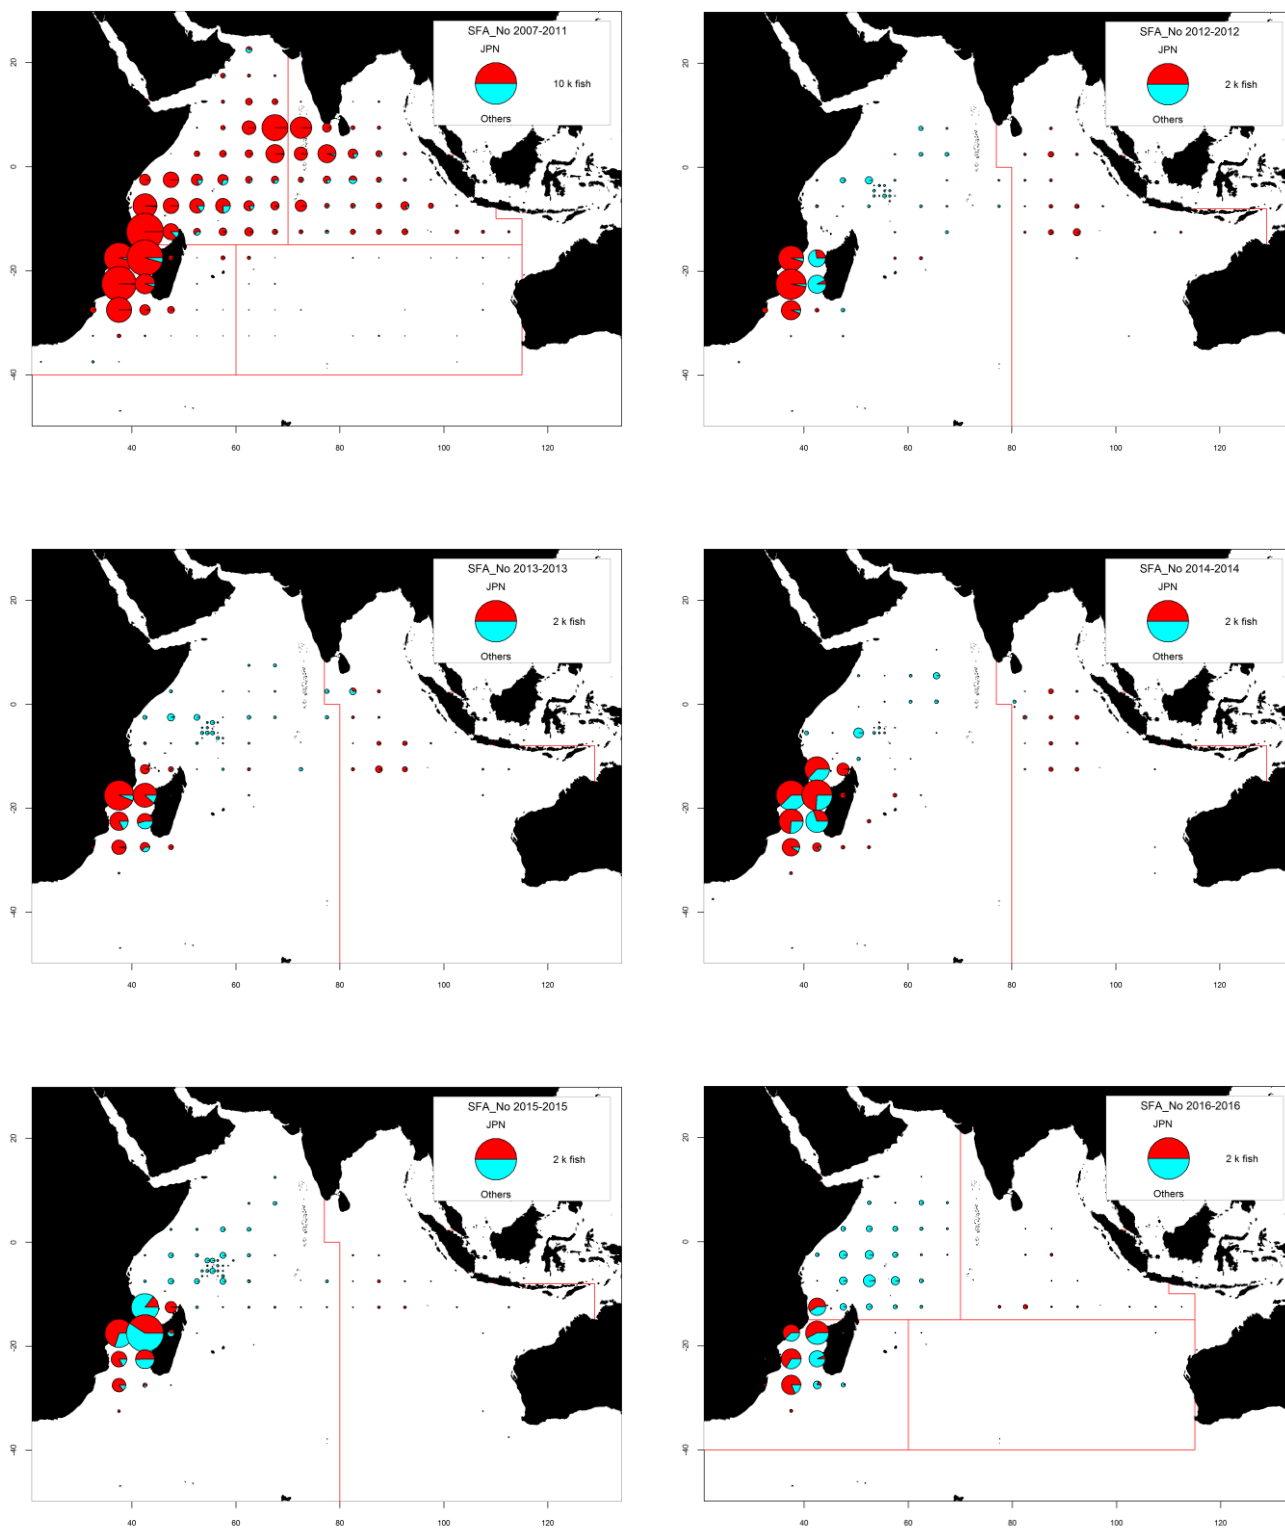 SFA_No 2007-2011
JPN
10 k fish
Others
20
0
-20
-40
40 60 80 100 120
SFA_No 2012-2012
JPN
2 k fish
Others
20
0
-20
-40
40 60 80 100 120
SFA_No 2013-2013
JPN
2 k fish
Others
20
0
-20
-40
40 60 80 100 120
SFA_No 2014-2014
JPN
2 k fish
Others
20
0
-20
-40
40 60 80 100 120
SFA_No 2015-2015
JPN
2 k fish
Others
20
0
-20
-40
40 60 80 100 120
SFA_No 2016-2016
JPN
2 k fish
Others
20
0
-20
-40
40 60 80 100 120